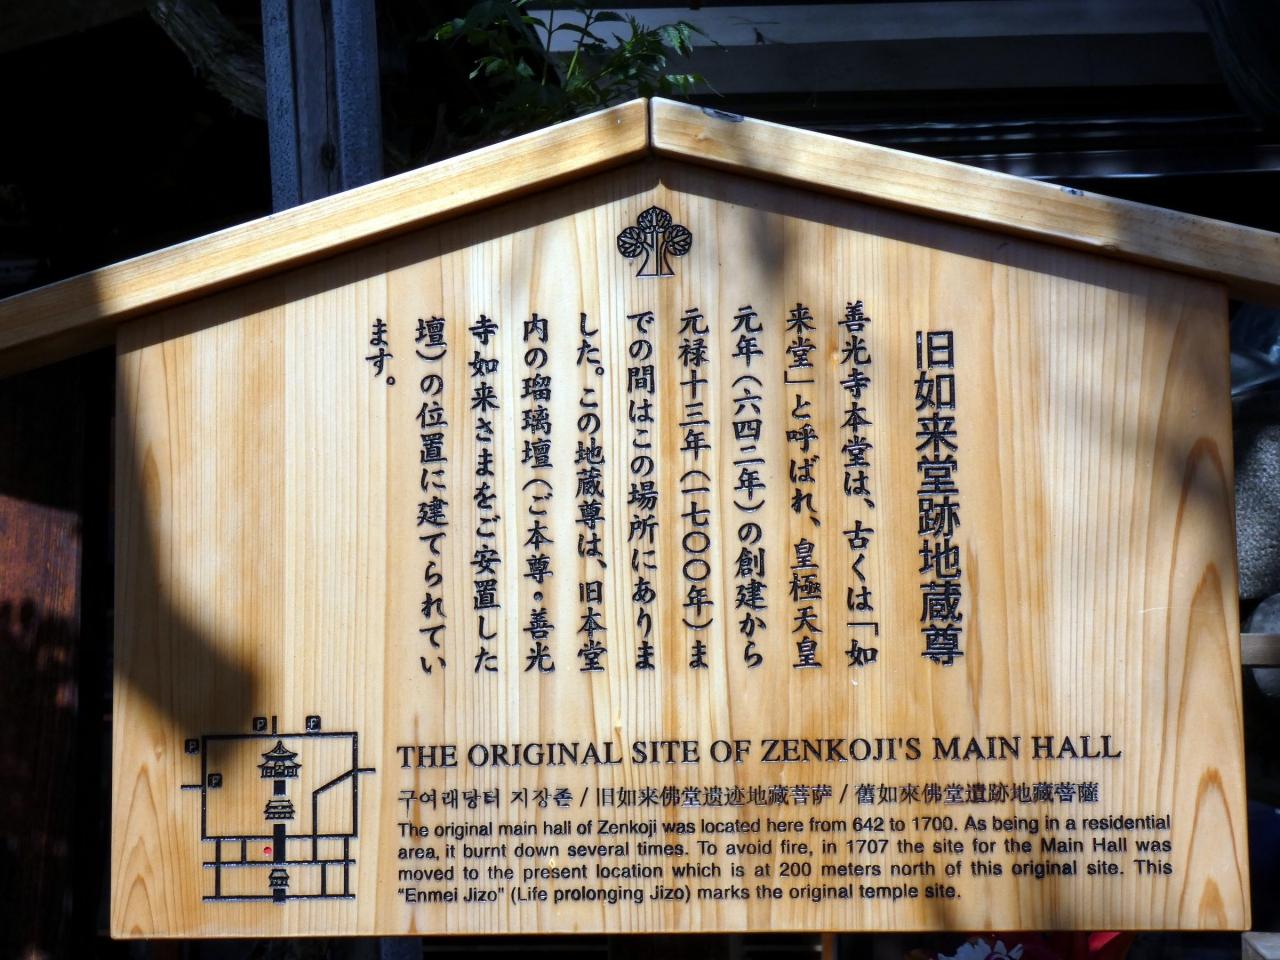 旧如来堂跡地蔵尊
善光寺本堂は、古くは「如
来堂」と呼ばれ、皇極天皇
元年(六四二年)の創建から
元禄十三年(一七〇〇年)ま
での間はこの場所にありま
した。この地蔵尊は、旧本堂
内の瑠璃壇(ご本尊・善光
寺如来さまをご安置した
壇)の位置に建てられてい
ます。
P
P
P
P
THE ORIGINAL SITE OF ZENKOJI'S MAIN HALL
구여래당터 지장존 / 旧如来佛堂遗迹地藏菩萨 / 舊如來佛堂遺跡地藏菩薩
The original main hall of Zenkoji was located here from 642 to 1700. As being in a residential
area, it burnt down several times. To avoid fire, in 1707 the site for the Main Hall was
moved to the present location which is at 200 meters north of this original site. This
“Enmei Jizo” (Life prolonging Jizo) marks the original temple site.